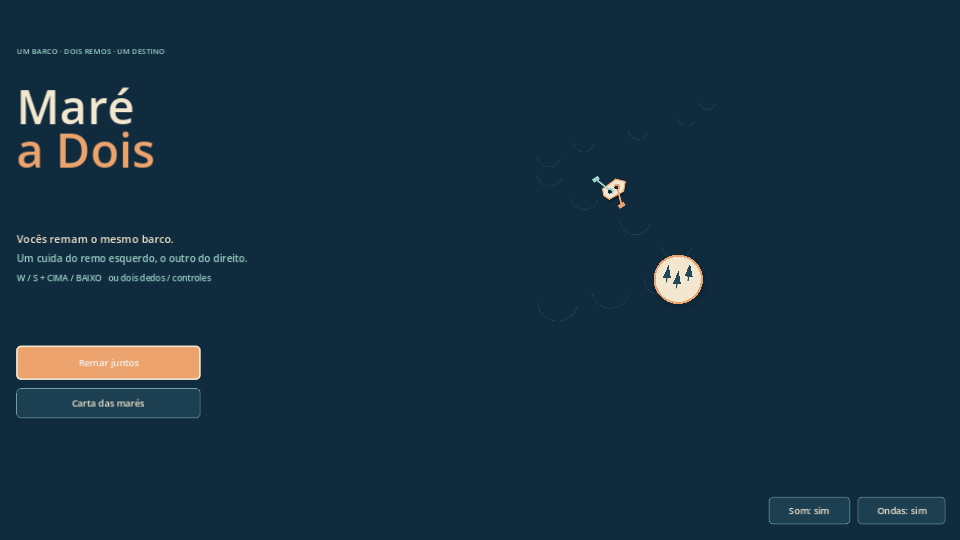 UM BARCO · DOIS REMOS · UM DESTINO
Maré
a Dois
Vocês remam o mesmo barco.
Um cuida do remo esquerdo, o outro do direito.
W / S + CIMA / BAIXO ou dois dedos / controles
Remar juntos
Carta das marés
Som: sim
Ondas: sim